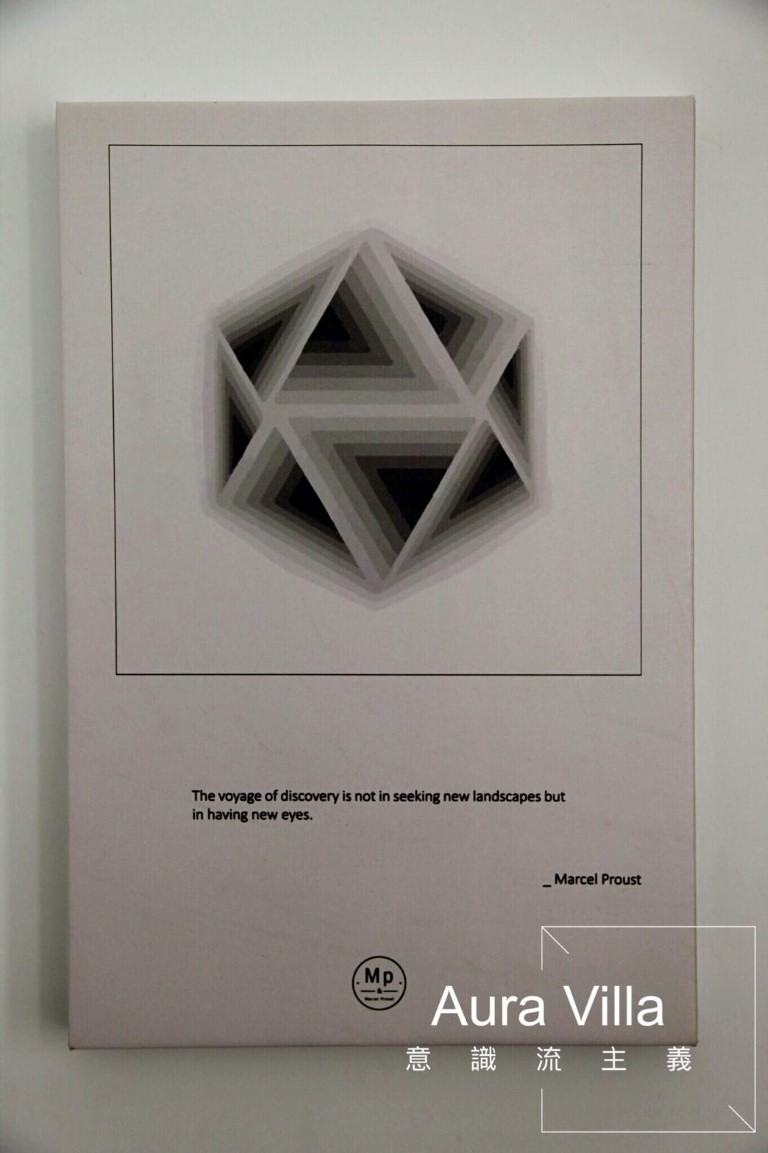 The voyage of discovery is not in seeking new landscapes but
in having new eyes.
_ Marcel Proust
Mp
&
Marcel Proust
Aura Villa
意識流主義